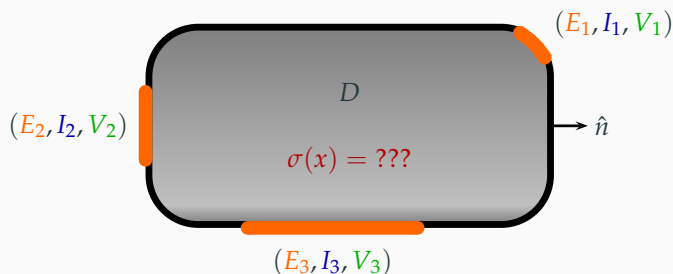 (E₁, I₁, V₁)
D
(E₂, I₂, V₂)
n̂
σ(x) = ???
(E₃, I₃, V₃)